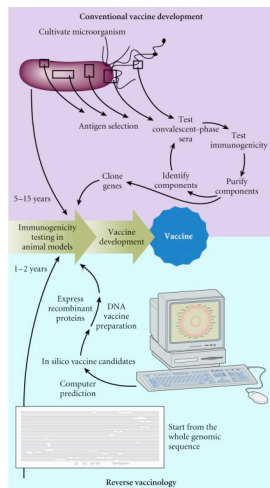 Conventional vaccine development
Cultivate microorganism
Antigen selection
Test
convalescent-phase
sera
Test
immunogenicity
Identify
components
Purify
components
Clone
genes
5–15 years
Immunogenicity
testing in
animal models
Vaccine
development
Vaccine
1–2 years
Express
recombinant
proteins
DNA
vaccine
preparation
In silico vaccine candidates
Computer
prediction
Start from the
whole genomic
sequence
Reverse vaccinology